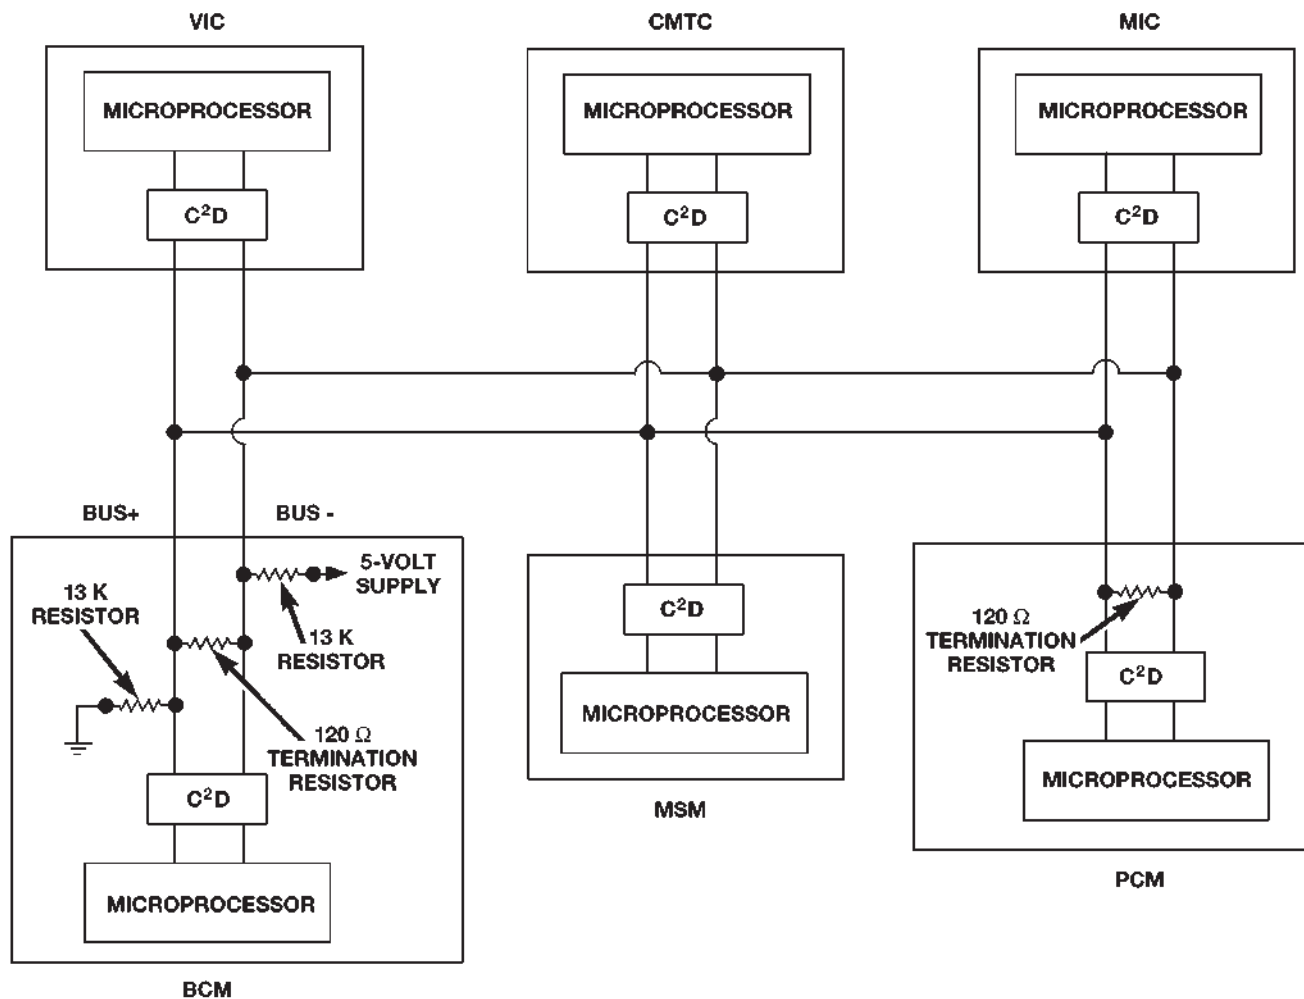 VIC
CMTC
MIC
MICROPROCESSOR
MICROPROCESSOR
MICROPROCESSOR
C²D
C²D
C²D
BUS+
BUS -
5-VOLT
SUPPLY
13 K
RESISTOR
13 K
RESISTOR
120 Ω
TERMINATION
RESISTOR
C²D
MICROPROCESSOR
BCM
C²D
MICROPROCESSOR
MSM
120 Ω
TERMINATION
RESISTOR
C²D
MICROPROCESSOR
PCM